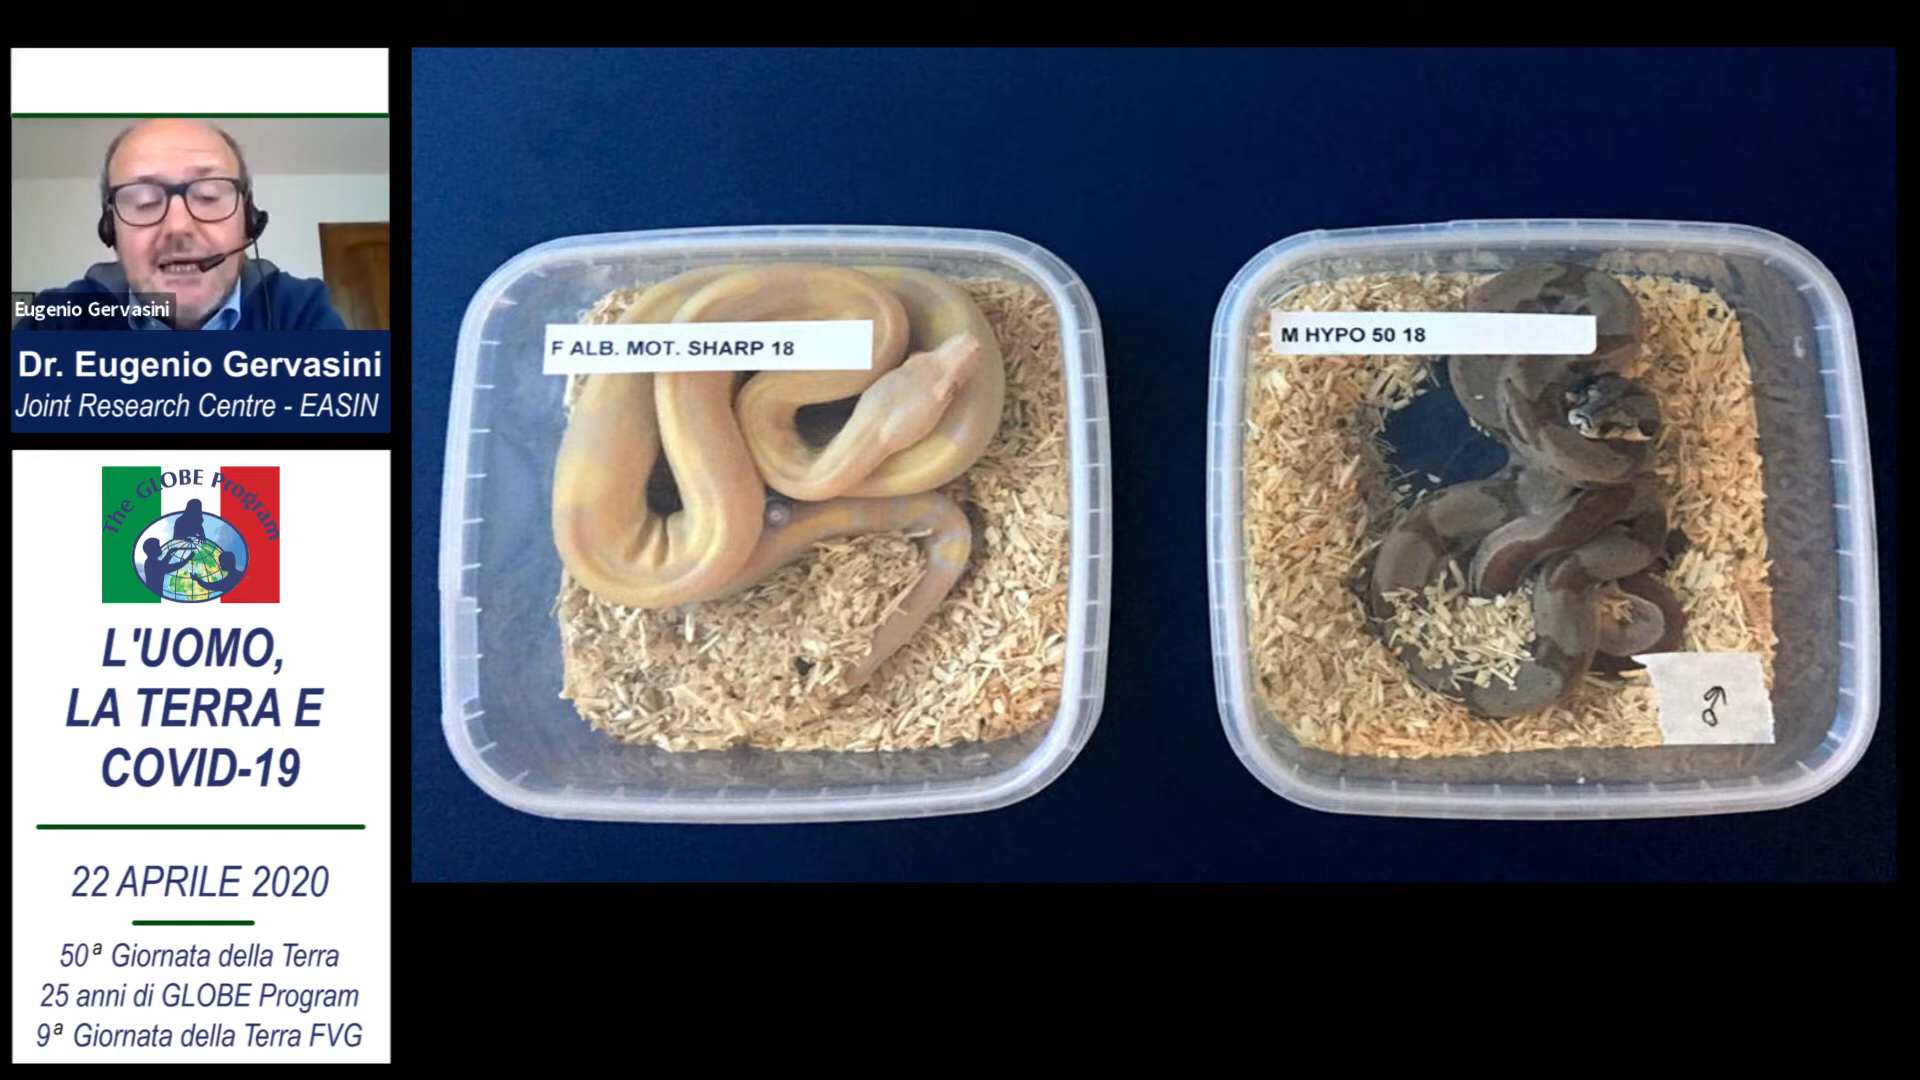 Eugenio Gervasini
Dr. Eugenio Gervasini
Joint Research Centre - EASIN
The GLOBE Program
L'UOMO,
LA TERRA E
COVID-19
22 APRILE 2020
50ª Giornata della Terra
25 anni di GLOBE Program
9ª Giornata della Terra FVG
F ALB. MOT. SHARP 18
M HYPO 50 18
♂